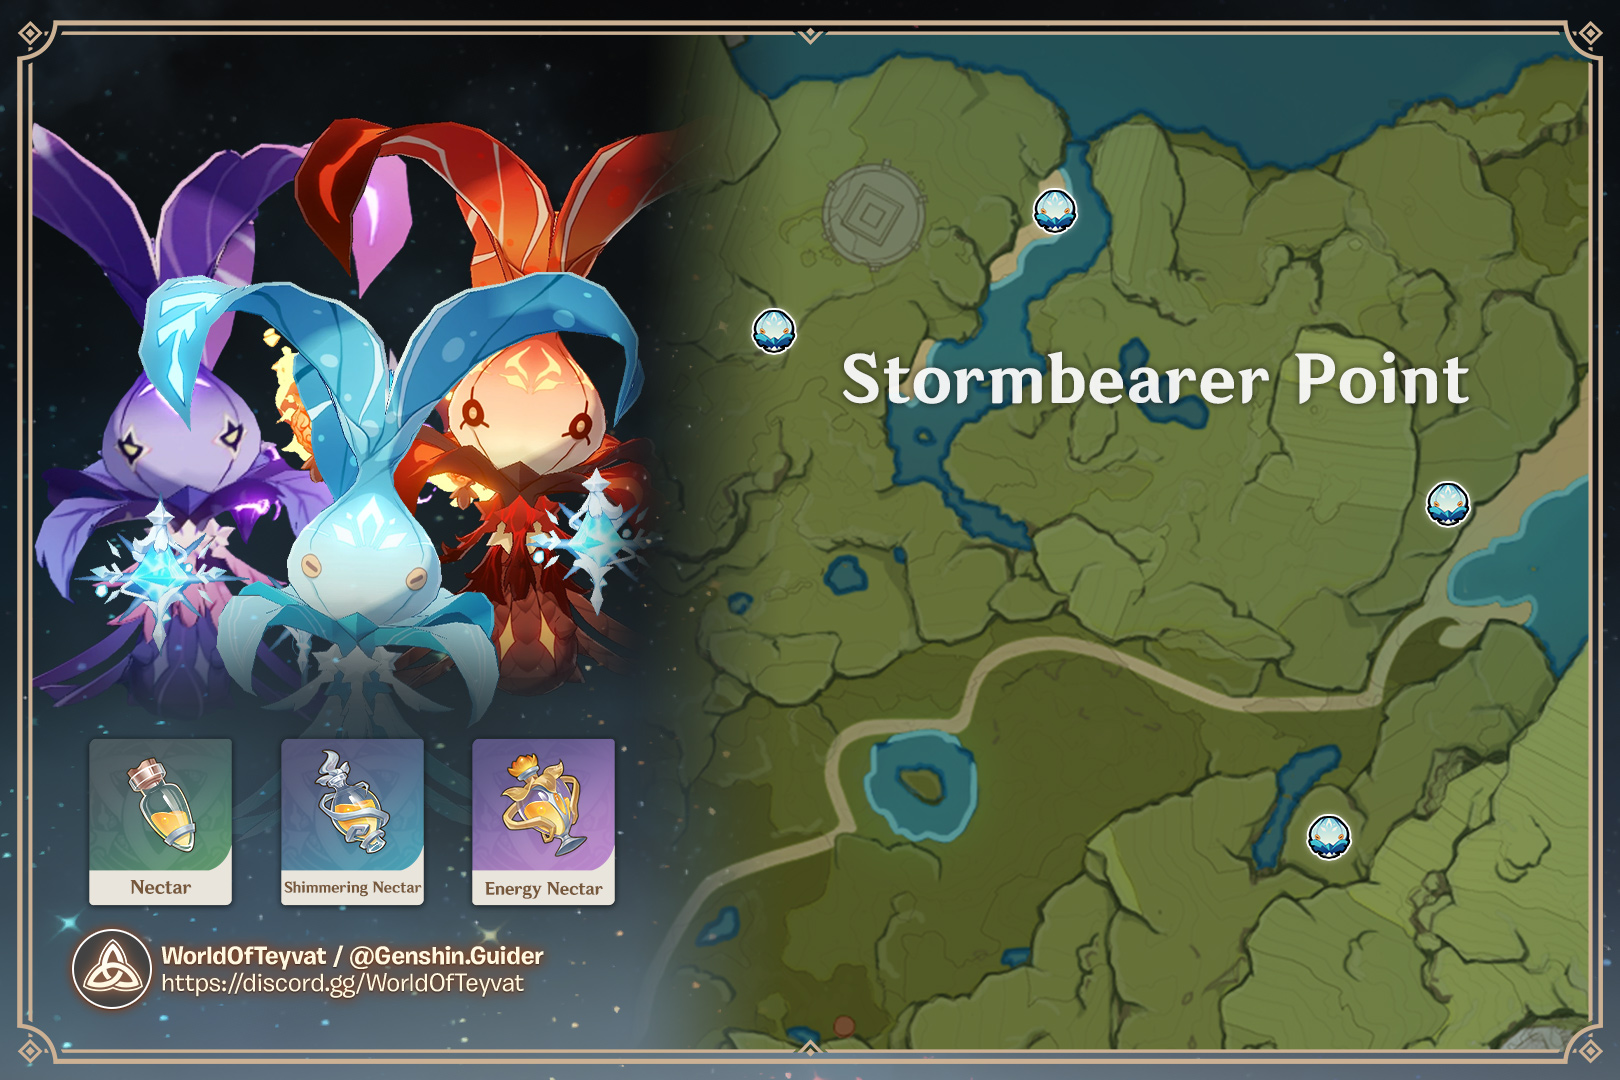 Stormbearer Point
Nectar
Shimmering Nectar
Energy Nectar
WorldOfTeyvat / @Genshin.Guider
https://discord.gg/WorldOfTeyvat